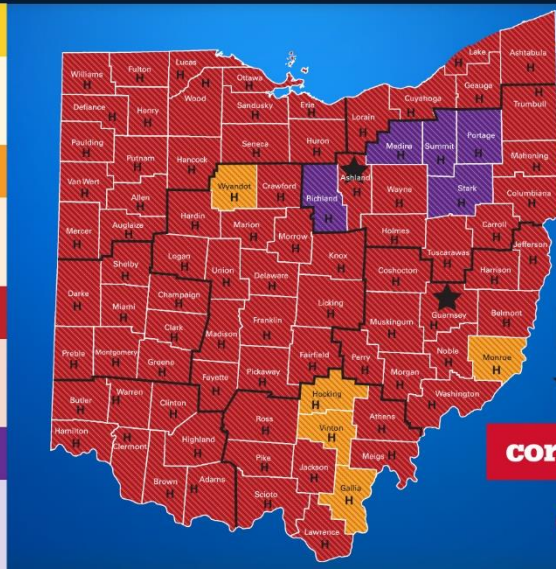 Williams
H
Fulton
H
Lucas
H
Ottawa
H
Lake
H
Ashtabula
H
Geauga
H
Cuyahoga
H
Trumbull
H
Defiance
H
Henry
H
Wood
H
Sandusky
H
Erie
H
Lorain
H
Portage
H
Summit
H
Medina
H
Paulding
H
Putnam
H
Hancock
H
Seneca
H
Huron
H
Mahoning
H
Van Wert
H
Allen
H
Wyandot
H
Crawford
H
Richland
H
Ashland
H
Wayne
H
Stark
H
Columbiana
H
Mercer
H
Auglaize
H
Hardin
H
Marion
H
Morrow
H
Knox
H
Holmes
H
Tuscarawas
H
Carroll
H
Jefferson
H
Shelby
H
Logan
H
Union
H
Delaware
H
Coshocton
H
Harrison
H
Darke
H
Miami
H
Champaign
H
Licking
H
Muskingum
H
Guernsey
H
Belmont
H
Clark
H
Madison
H
Franklin
H
Preble
H
Montgomery
H
Greene
H
Fayette
H
Pickaway
H
Fairfield
H
Perry
H
Morgan
H
Noble
H
Monroe
H
Butler
H
Warren
H
Clinton
H
Ross
H
Hocking
H
Athens
H
Washington
H
Hamilton
H
Clermont
H
Highland
H
Pike
H
Vinton
H
Meigs
H
Brown
H
Adams
H
Scioto
H
Jackson
H
Gallia
H
Lawrence
H